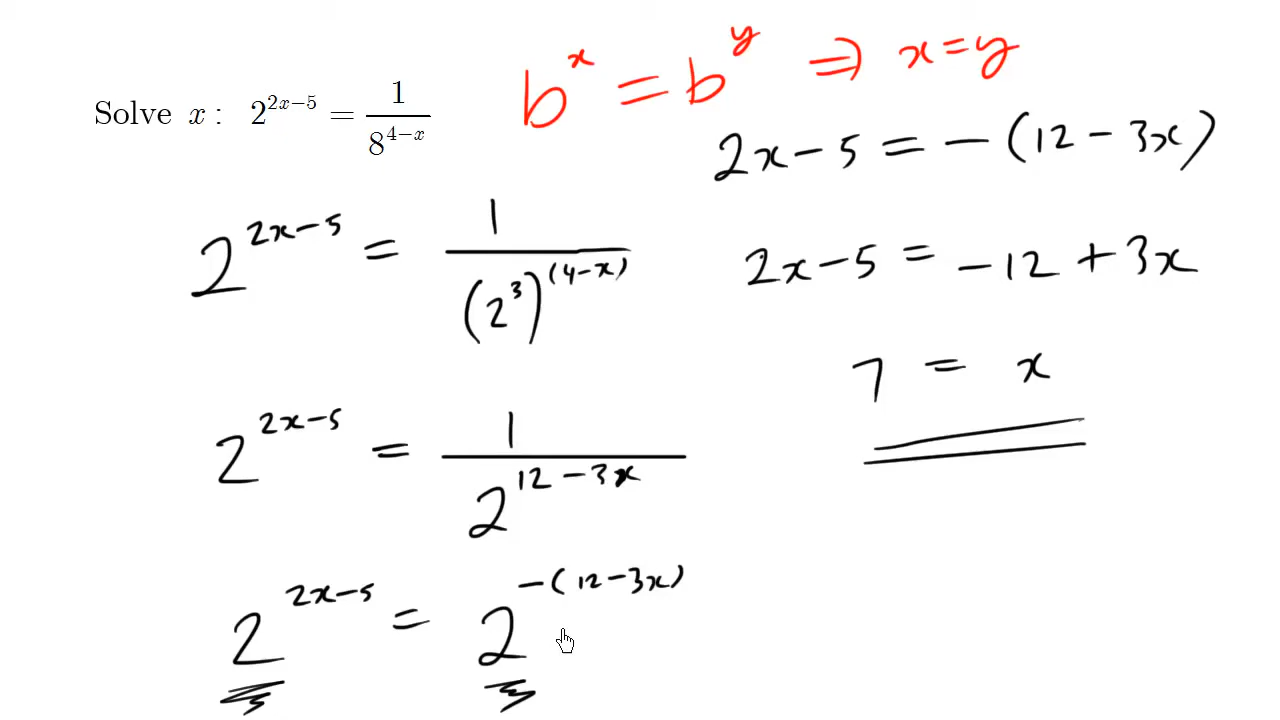 Solve x : 2^{2x−5} = 1/8^{4−x}
b^x = b^y ⇒ x = y
2^{2x−5} = 1/(2^3)^{(4−x)}
2^{2x−5} = 1/2^{12−3x}
2^{2x−5} = 2^{−(12−3x)}
2x − 5 = −(12 − 3x)
2x − 5 = −12 + 3x
7 = x